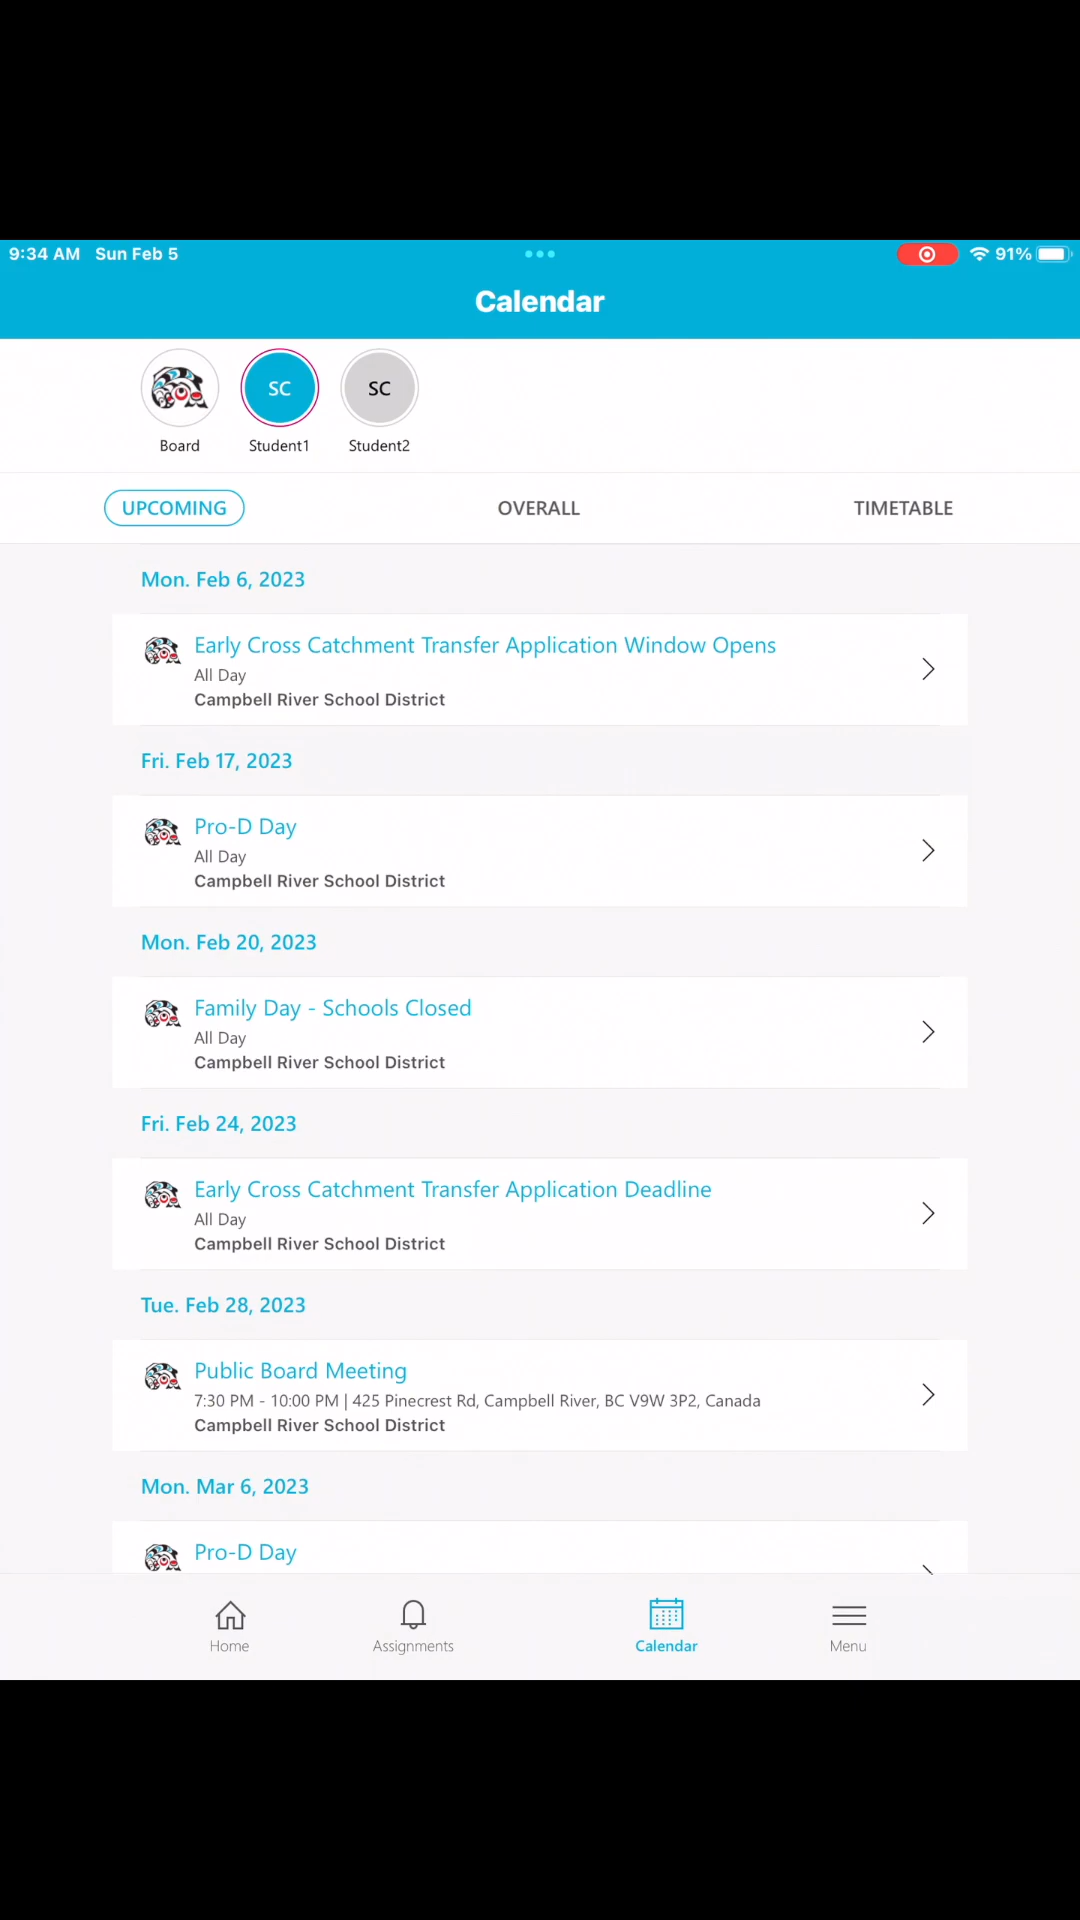 9:34 AM Sun Feb 5
91%
Calendar
SC
SC
Board
Student1
Student2
UPCOMING
OVERALL
TIMETABLE
Mon. Feb 6, 2023
Early Cross Catchment Transfer Application Window Opens
All Day
Campbell River School District
Fri. Feb 17, 2023
Pro-D Day
All Day
Campbell River School District
Mon. Feb 20, 2023
Family Day - Schools Closed
All Day
Campbell River School District
Fri. Feb 24, 2023
Early Cross Catchment Transfer Application Deadline
All Day
Campbell River School District
Tue. Feb 28, 2023
Public Board Meeting
7:30 PM - 10:00 PM | 425 Pinecrest Rd, Campbell River, BC V9W 3P2, Canada
Campbell River School District
Mon. Mar 6, 2023
Pro-D Day
Home
Assignments
Calendar
Menu